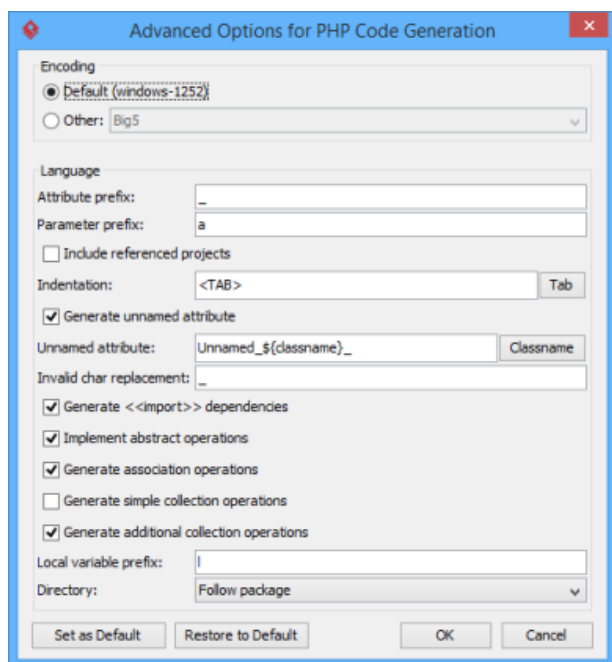 Advanced Options for PHP Code Generation
Encoding
Default (windows-1252)
Other: Big5
Language
Attribute prefix: _
Parameter prefix: a
Include referenced projects
Indentation: <TAB> Tab
Generate unnamed attribute
Unnamed attribute: Unnamed_${classname}_ Classname
Invalid char replacement: _
Generate <<import>> dependencies
Implement abstract operations
Generate association operations
Generate simple collection operations
Generate additional collection operations
Local variable prefix: l
Directory: Follow package
Set as Default Restore to Default OK Cancel